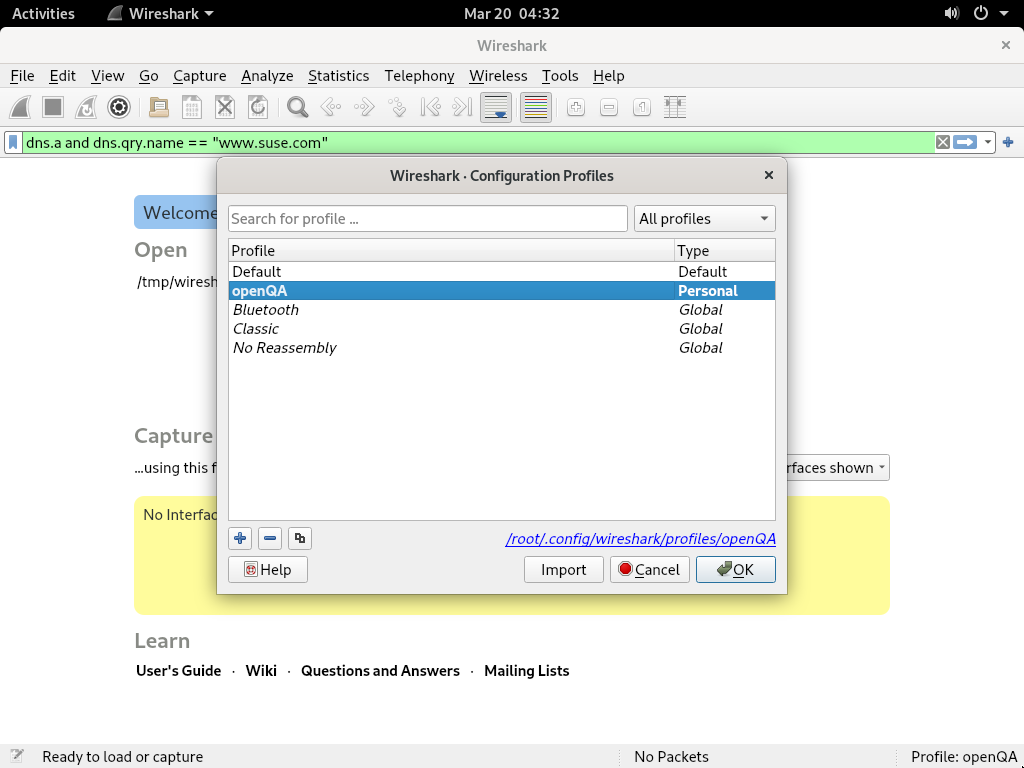 Activities Wireshark Mar 20 04:32
Wireshark
File Edit View Go Capture Analyze Statistics Telephony Wireless Tools Help
dns.a and dns.qry.name == "www.suse.com"
Wireshark · Configuration Profiles
Search for profile ... All profiles
Profile Type
Default Default
openQA Personal
Bluetooth Global
Classic Global
No Reassembly Global
/root/.config/wireshark/profiles/openQA
Help Import Cancel OK
Welcome
Open
/tmp/wiresh
Capture
...using this f rfaces shown
No Interfac
Learn
User's Guide · Wiki · Questions and Answers · Mailing Lists
Ready to load or capture No Packets Profile: openQA